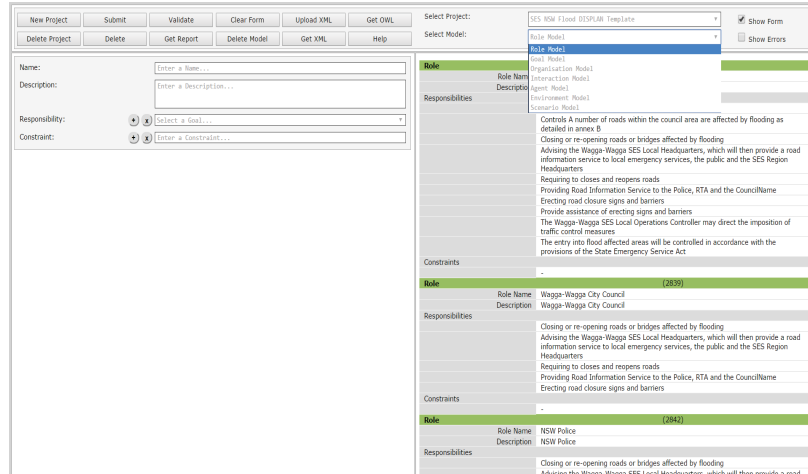 New Project Submit Validate Clear Form Upload XML Get OWL
Delete Project Delete Get Report Delete Model Get XML Help
Select Project: SES NSW Flood DISPLAN Template Show Form
Select Model: Role Model Show Errors
Role Model
Goal Model
Organisation Model
Interaction Model
Agent Model
Environment Model
Scenario Model
Name: Enter a Name...
Description: Enter a Description...
Responsibility: + x Select a Goal...
Constraint: + x Enter a Constraint...
Role
Role Nam
Descriptio
Responsibilities
Controls A number of roads within the council area are affected by flooding as
detailed in annex B
Closing or re-opening roads or bridges affected by flooding
Advising the Wagga-Wagga SES Local Headquarters, which will then provide a road
information service to local emergency services, the public and the SES Region
Headquarters
Requiring to closes and reopens roads
Providing Road Information Service to the Police, RTA and the CouncilName
Erecting road closure signs and barriers
Provide assistance of erecting signs and barriers
The Wagga-Wagga SES Local Operations Controller may direct the imposition of
traffic control measures
The entry into flood affected areas will be controlled in accordance with the
provisions of the State Emergency Service Act
Constraints
-
Role (2839)
Role Name Wagga-Wagga City Council
Description Wagga-Wagga City Council
Responsibilities
Closing or re-opening roads or bridges affected by flooding
Advising the Wagga-Wagga SES Local Headquarters, which will then provide a road
information service to local emergency services, the public and the SES Region
Headquarters
Requiring to closes and reopens roads
Providing Road Information Service to the Police, RTA and the CouncilName
Erecting road closure signs and barriers
Constraints
-
Role (2842)
Role Name NSW Police
Description NSW Police
Responsibilities
Closing or re-opening roads or bridges affected by flooding
Advising the Wagga-Wagga SES Local Headquarters, which will then provide a road